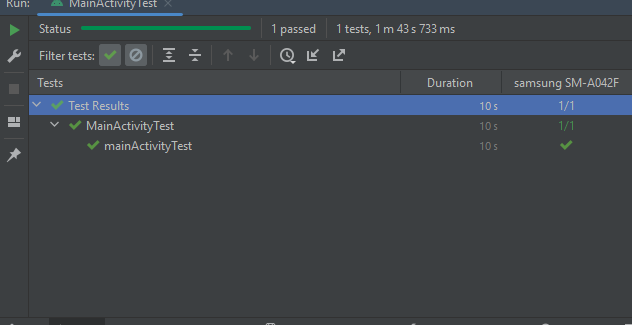 Run: MainActivityTest ×
Status 1 passed 1 tests, 1 m 43 s 733 ms
Filter tests:
Tests Duration samsung SM-A042F
Test Results 10 s 1/1
MainActivityTest 10 s 1/1
mainActivityTest 10 s